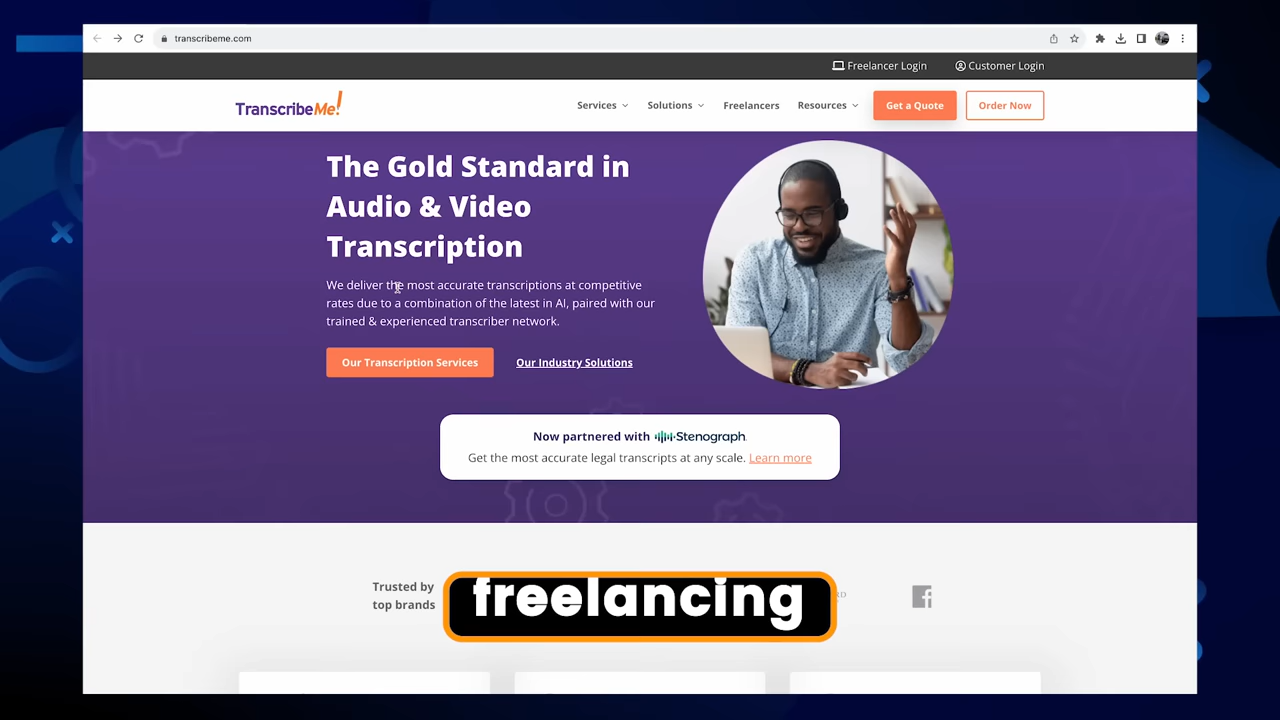 transcribeme.com
Freelancer Login Customer Login
TranscribeMe! Services Solutions Freelancers Resources Get a Quote Order Now
The Gold Standard in
Audio & Video
Transcription
We deliver the most accurate transcriptions at competitive
rates due to a combination of the latest in AI, paired with our
trained & experienced transcriber network.
Our Transcription Services Our Industry Solutions
Now partnered with Stenograph
Get the most accurate legal transcripts at any scale. Learn more
Trusted by
top brands
freelancing